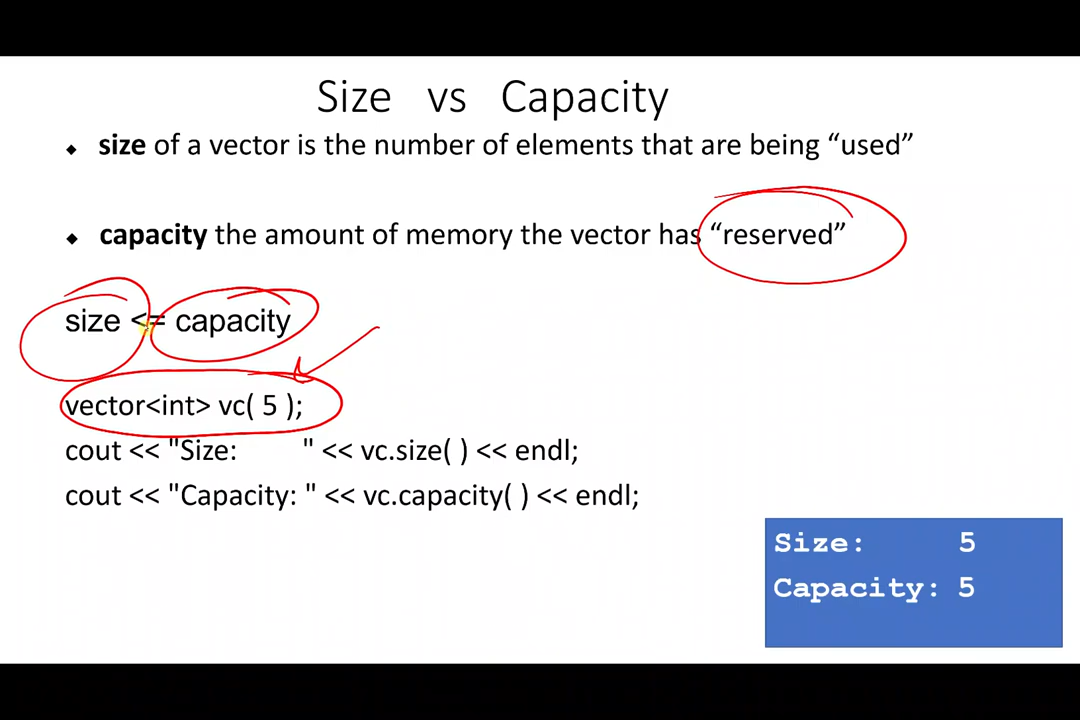 Size vs Capacity
◆ size of a vector is the number of elements that are being “used”
◆ capacity the amount of memory the vector has “reserved”
size <= capacity
vector<int> vc( 5 );
cout << "Size: " << vc.size( ) << endl;
cout << "Capacity: " << vc.capacity( ) << endl;
Size: 5
Capacity: 5